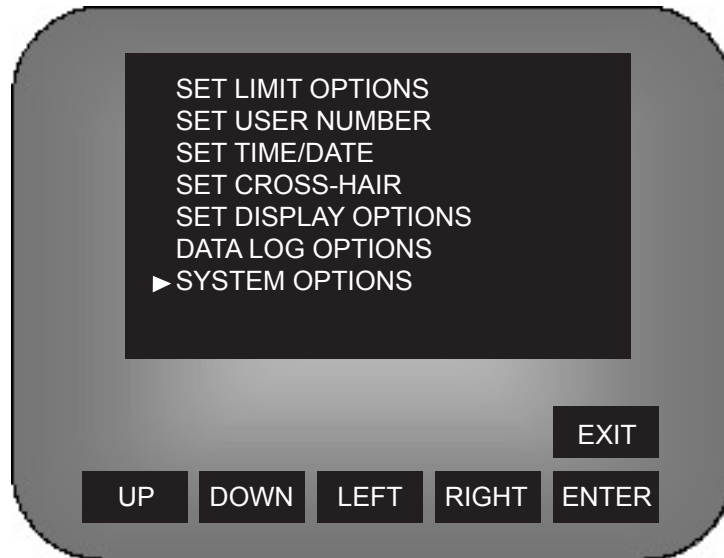 SET LIMIT OPTIONS
SET USER NUMBER
SET TIME/DATE
SET CROSS-HAIR
SET DISPLAY OPTIONS
DATA LOG OPTIONS
►SYSTEM OPTIONS
EXIT
UP DOWN LEFT RIGHT ENTER